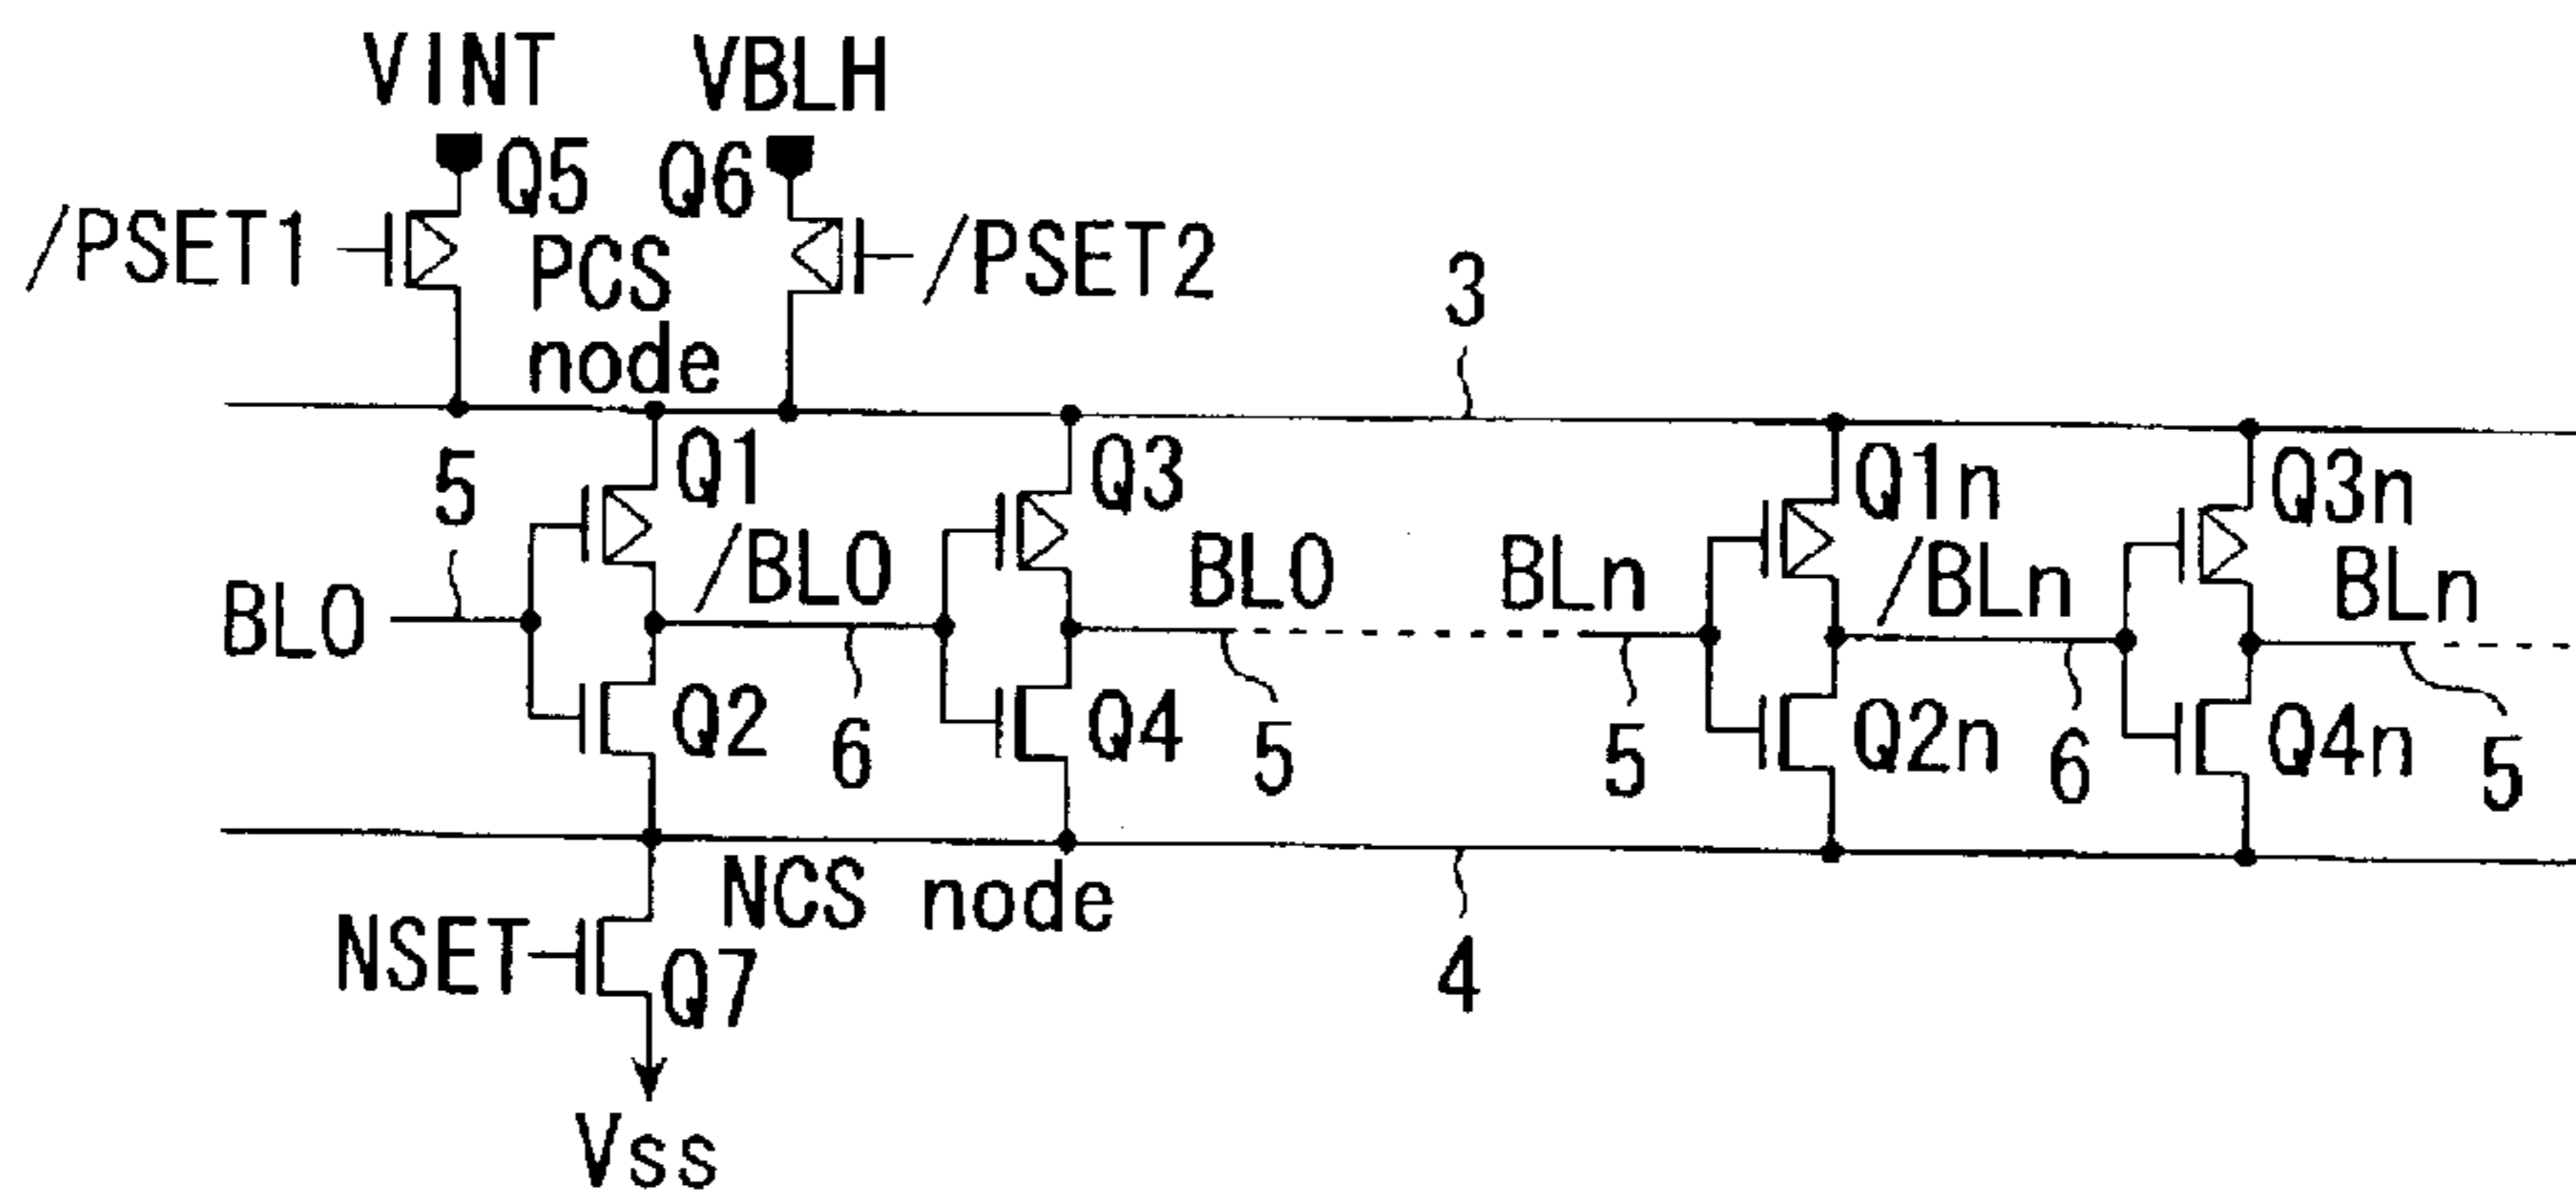 VINT
VBLH
Q5
Q6
/PSET1
PCS
node
/PSET2
3
5
Q1
Q3
Q1n
Q3n
BL0
/BL0
BL0
BLn
/BLn
BLn
Q2
6
Q4
5
5
Q2n
6
Q4n
5
NCS node
NSET
Q7
4
Vss